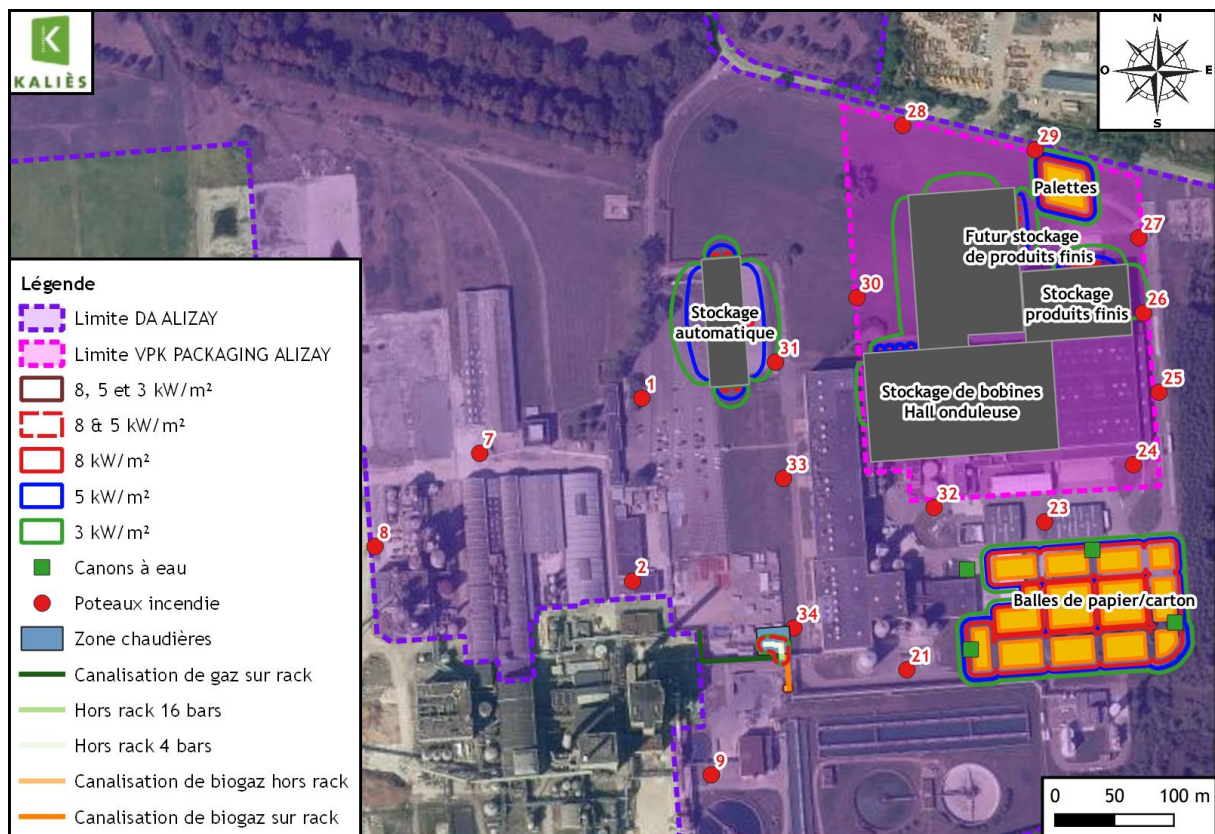 KALIÈS
N
O
E
S
28
29
Palettes
27
Futur stockage
de produits finis
30
26
Stockage
produits finis
Stockage
automatique
31
Stockage de bobines
Hall onduleuse
1
25
7
24
33
32
23
8
2
Balles de papier/carton
34
21
9
Légende
Limite DA ALIZAY
Limite VPK PACKAGING ALIZAY
8, 5 et 3 kW/m²
8 & 5 kW/m²
8 kW/m²
5 kW/m²
3 kW/m²
Canons à eau
Poteaux incendie
Zone chaudières
Canalisation de gaz sur rack
Hors rack 16 bars
Hors rack 4 bars
Canalisation de biogaz hors rack
Canalisation de biogaz sur rack
0 50 100 m